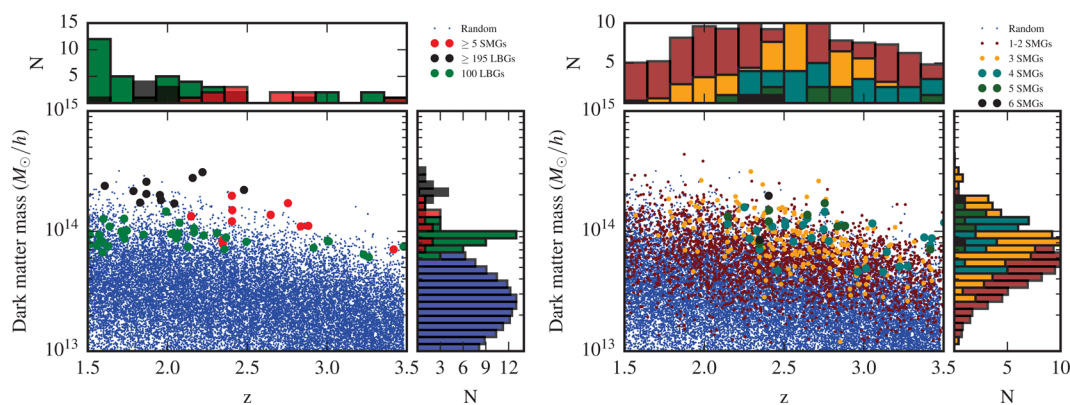 15
10
5
N
10^15
Random
≥ 5 SMGs
≥ 195 LBGs
100 LBGs
Dark matter mass (M⊙/h)
10^14
10^13
1.5 2.0 2.5 3.0 3.5
z
3 6 9 12
N
10
5
N
10^15
Random
1-2 SMGs
3 SMGs
4 SMGs
5 SMGs
6 SMGs
Dark matter mass (M⊙/h)
10^14
10^13
1.5 2.0 2.5 3.0 3.5
z
5 10
N